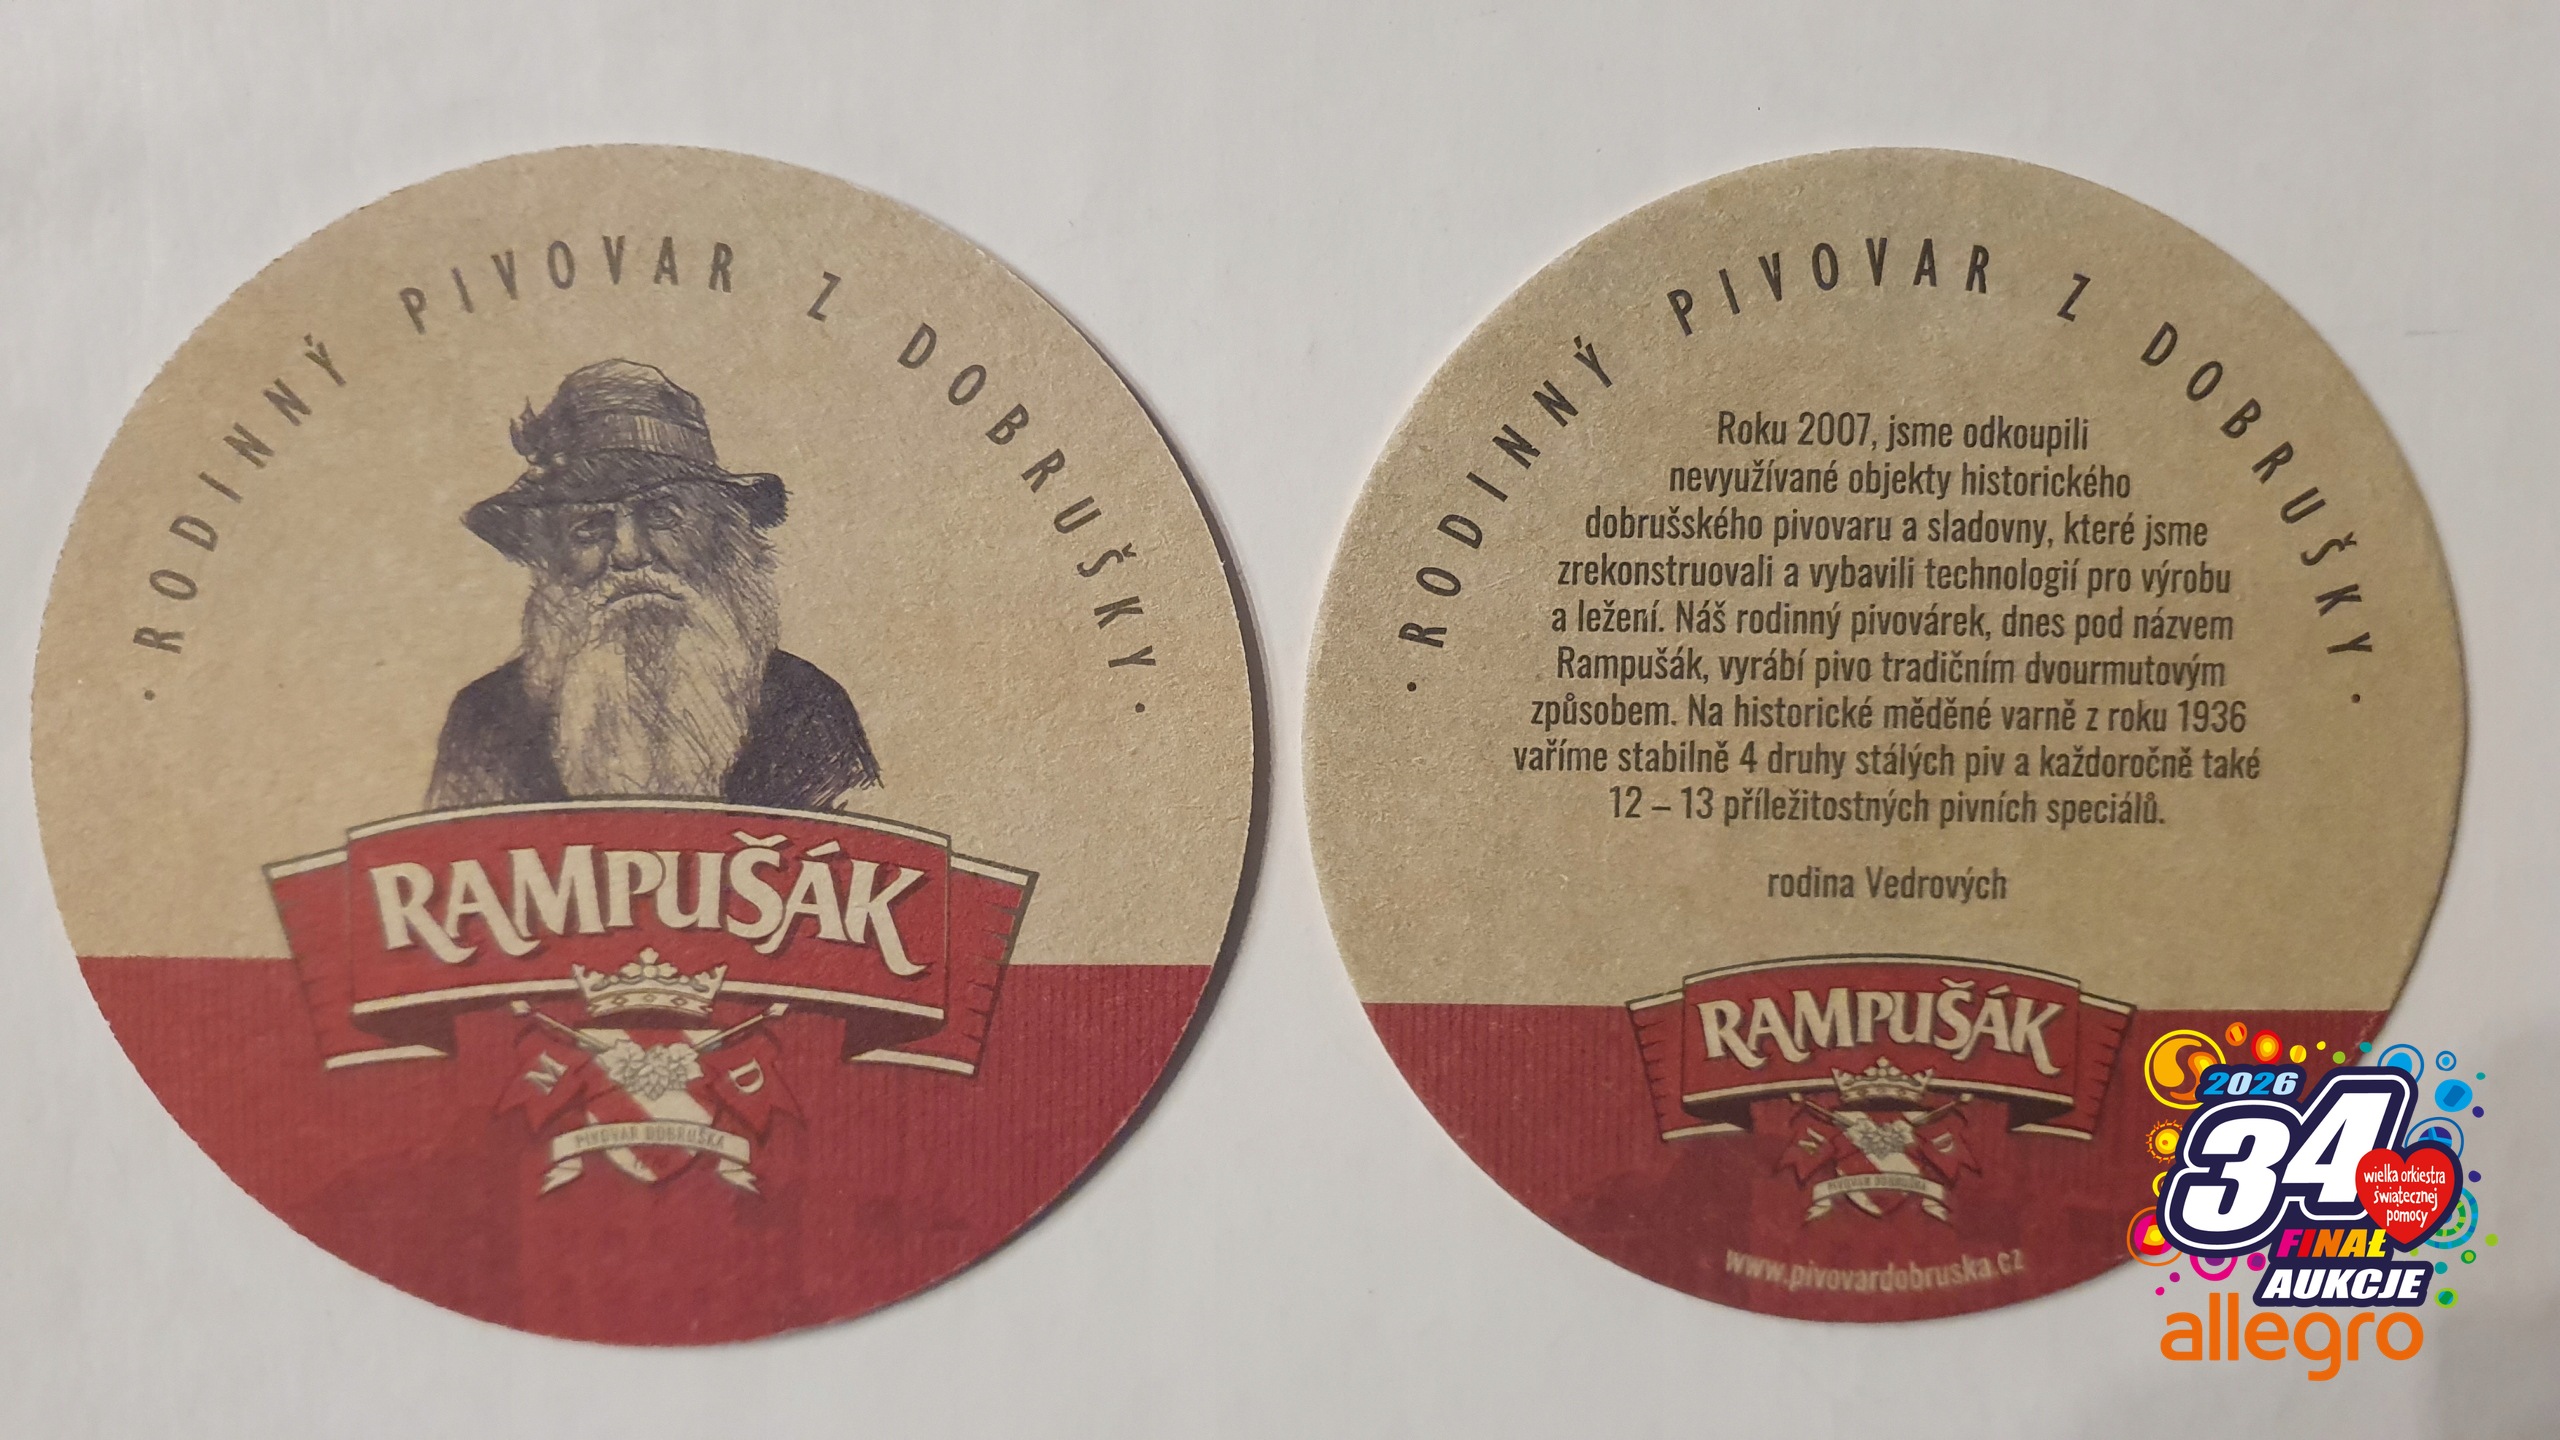 · RODINNÝ PIVOVAR Z DOBRUŠKY ·
RAMPUŠÁK
M D
PIVOVAR DOBRUŠKA
· RODINNÝ PIVOVAR Z DOBRUŠKY ·
Roku 2007, jsme odkoupili
nevyužívané objekty historického
dobrušského pivovaru a sladovny, které jsme
zrekonstruovali a vybavili technologií pro výrobu
a ležení. Náš rodinný pivovárek, dnes pod názvem
Rampušák, vyrábí pivo tradičním dvourmutovým
způsobem. Na historické měděné varně z roku 1936
vaříme stabilně 4 druhy stálých piv a každoročně také
12 – 13 příležitostných pivních speciálů.
rodina Vedrových
RAMPUŠÁK
M D
PIVOVAR DOBRUŠKA
www.pivovardobruska.cz
2026
34
wielka orkiestra
świątecznej
pomocy
FINAŁ
AUKCJE
allegro